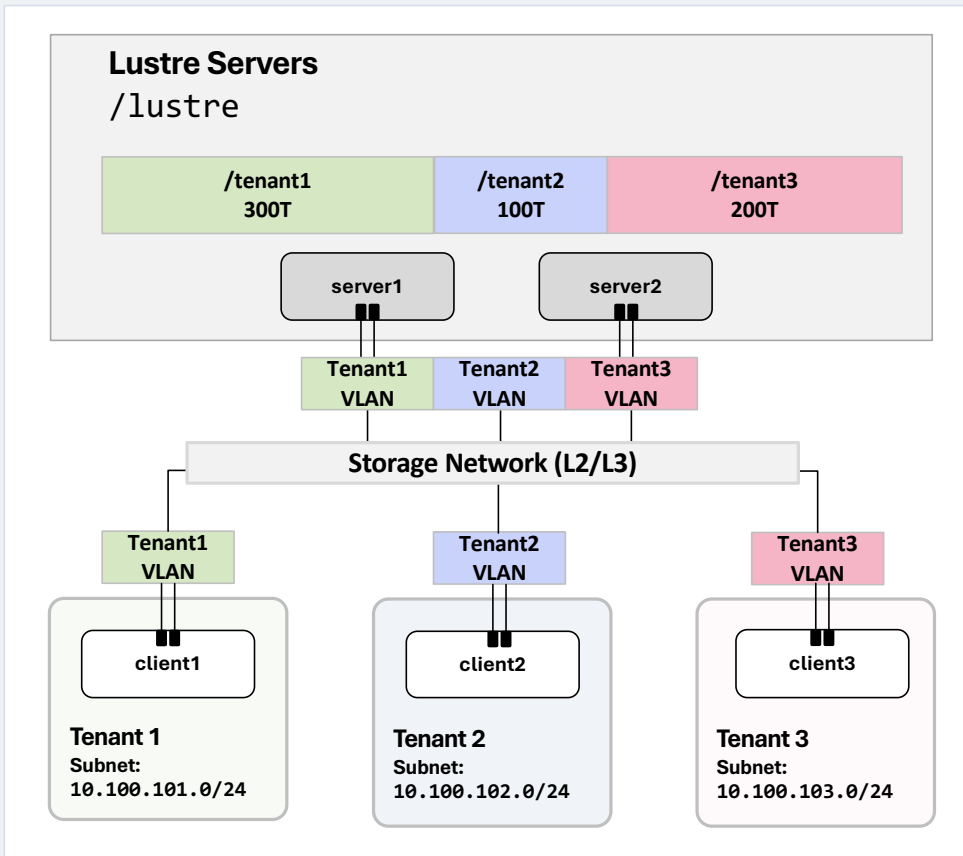 Lustre Servers
/lustre
/tenant1
300T
/tenant2
100T
/tenant3
200T
server1
server2
Tenant1
VLAN
Tenant2
VLAN
Tenant3
VLAN
Storage Network (L2/L3)
Tenant1
VLAN
Tenant2
VLAN
Tenant3
VLAN
client1
client2
client3
Tenant 1
Subnet:
10.100.101.0/24
Tenant 2
Subnet:
10.100.102.0/24
Tenant 3
Subnet:
10.100.103.0/24